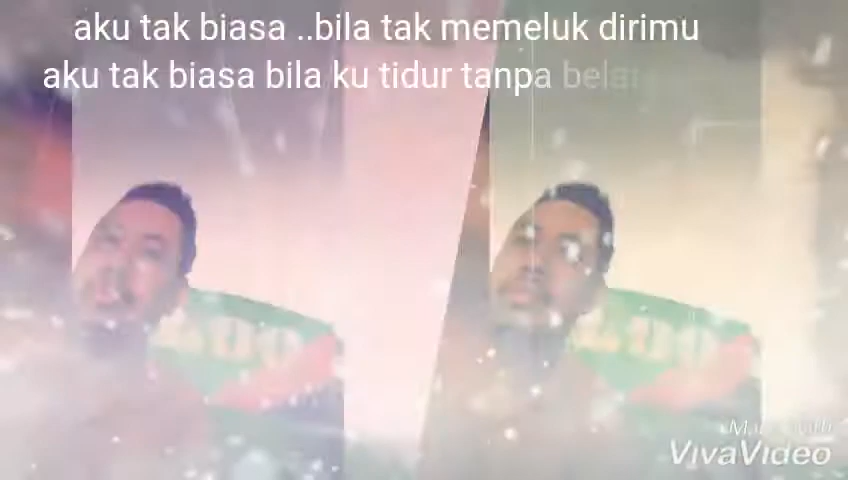 aku tak biasa ..bila tak memeluk dirimu
aku tak biasa bila ku tidur tanpa
VivaVideo